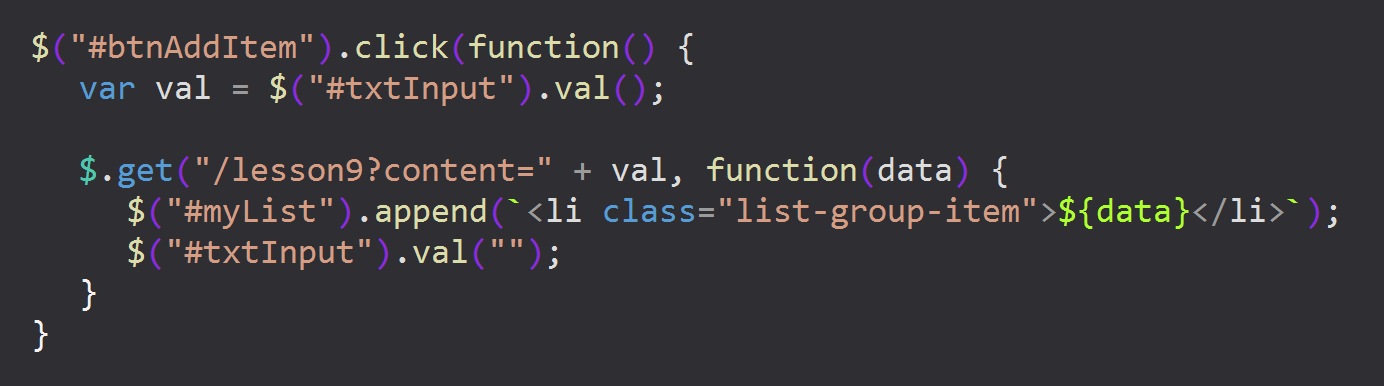 $("#btnAddItem").click(function() {
var val = $("#txtInput").val();
$.get("/lesson9?content=" + val, function(data) {
$("#myList").append(`<li class="list-group-item">${data}</li>`);
$("#txtInput").val("");
}
}